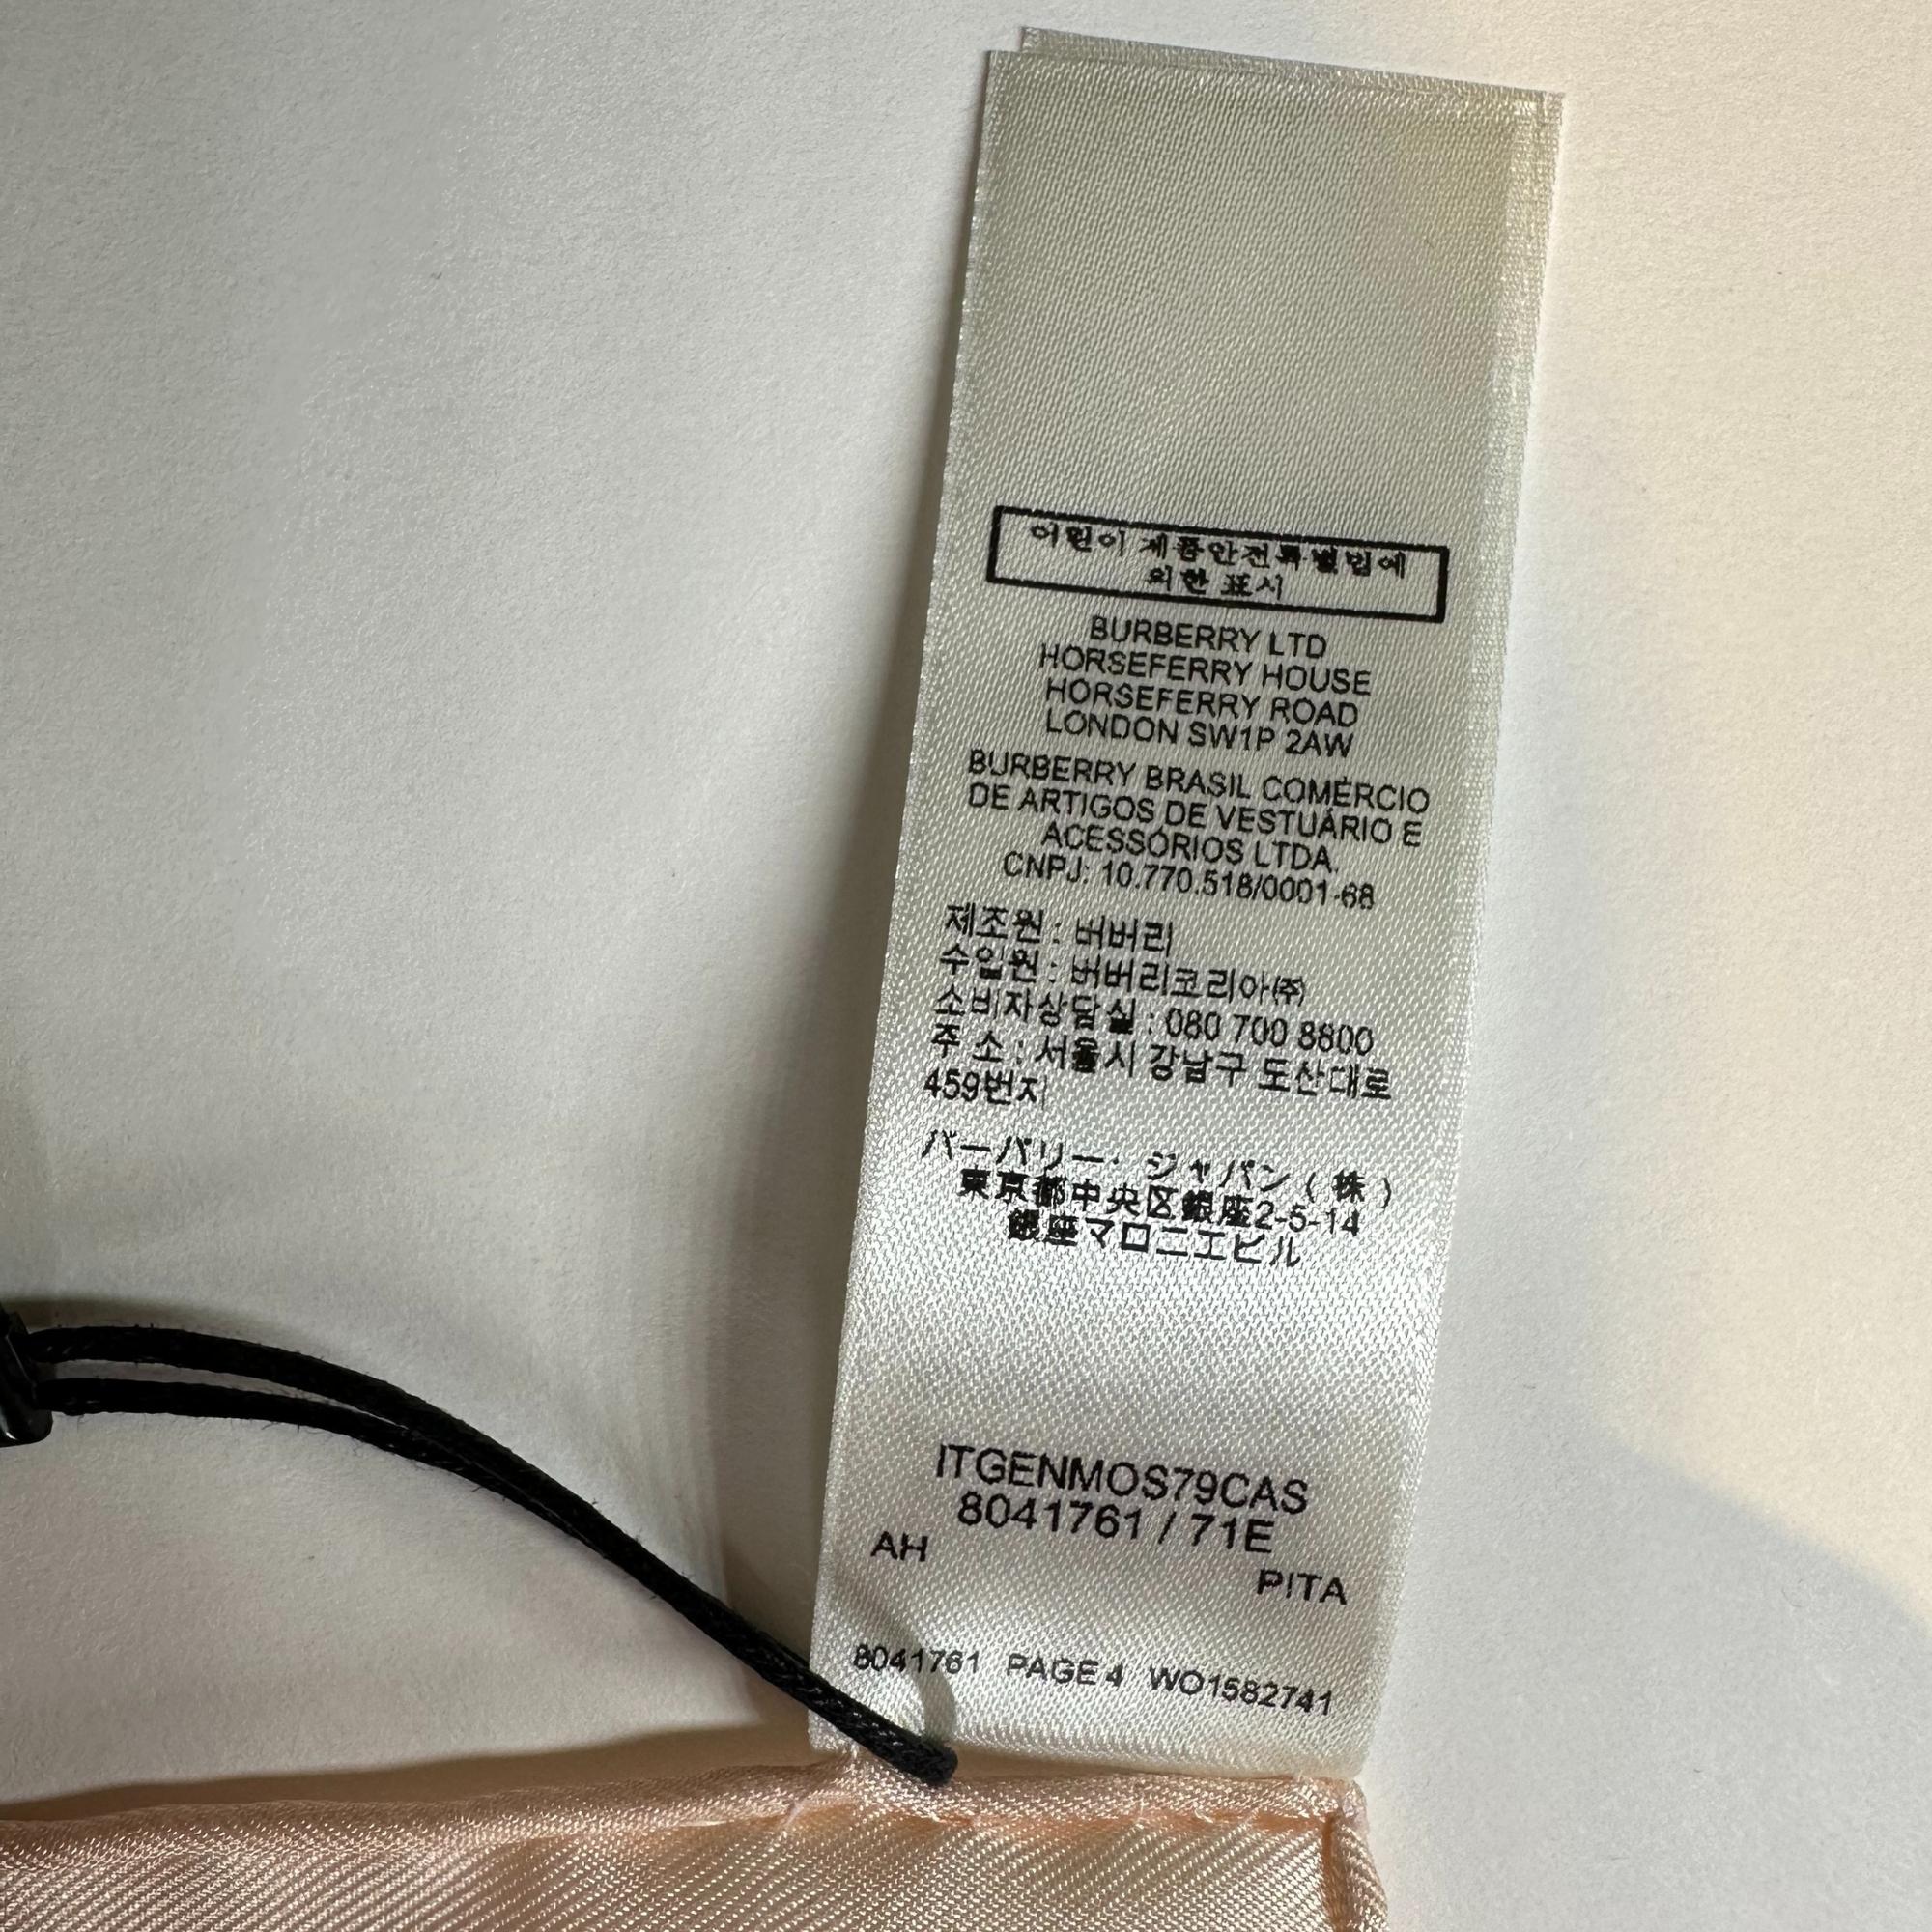 어린이 제품안전특별법에
의한 표시
BURBERRY LTD
HORSEFERRY HOUSE
HORSEFERRY ROAD
LONDON SW1P 2AW
BURBERRY BRASIL COMÉRCIO
DE ARTIGOS DE VESTUÁRIO E
ACESSÓRIOS LTDA.
CNPJ: 10.770.518/0001-68
제조원 : 버버리
수입원 : 버버리코리아㈜
소비자상담실 : 080 700 8800
주 소 : 서울시 강남구 도산대로
459번지
バーバリー・ジャパン(株)
東京都中央区銀座2-5-14
銀座マロニエビル
ITGENMOS79CAS
8041761 / 71E
AH
PITA
8041761 PAGE 4 WO1582741